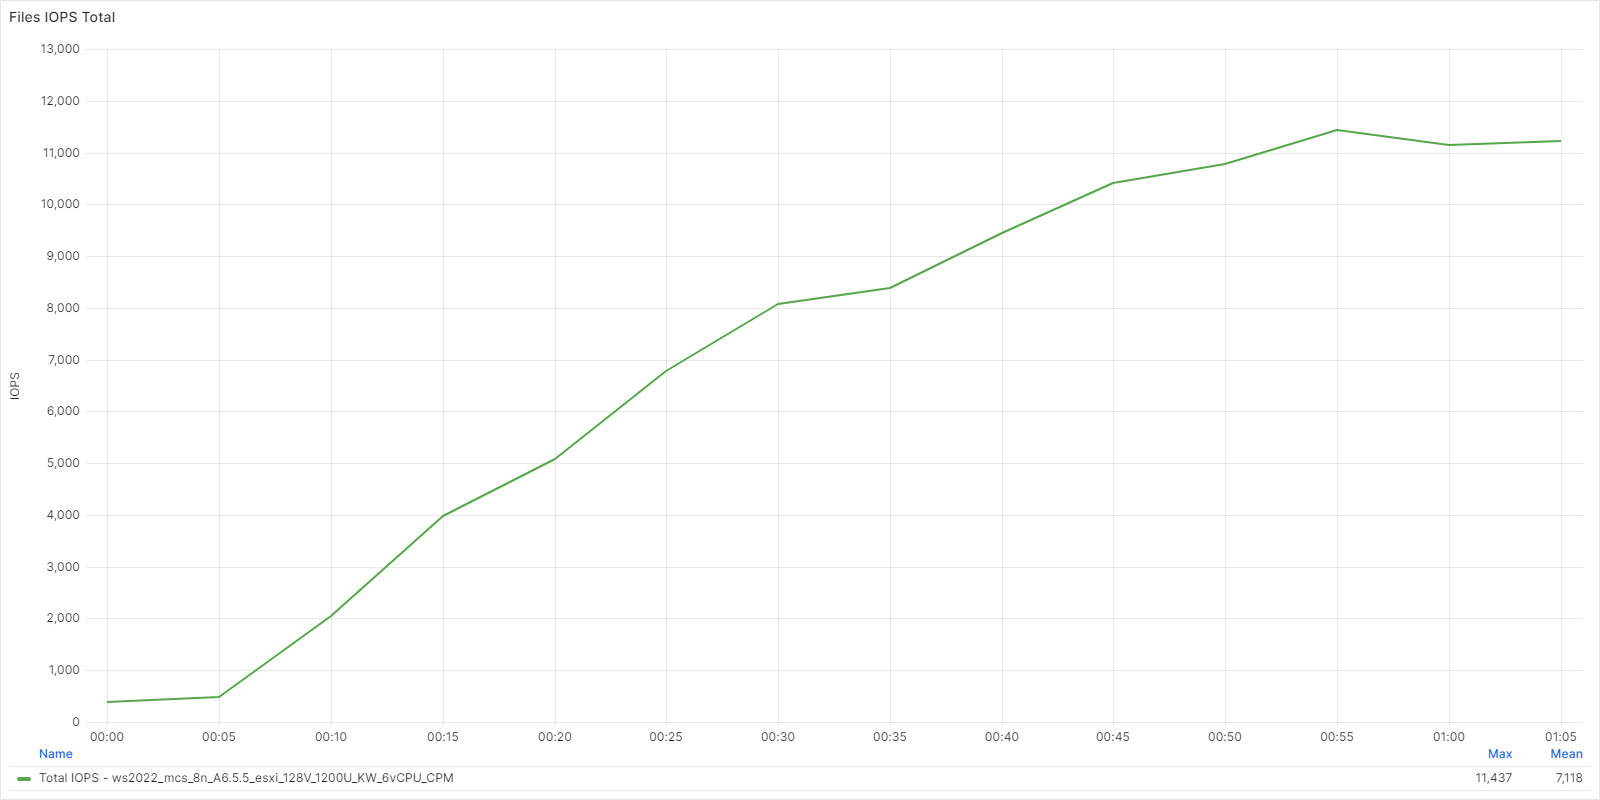 Files IOPS Total
13,000
12,000
11,000
10,000
9,000
8,000
7,000
6,000
5,000
4,000
3,000
2,000
1,000
0
IOPS
00:00 00:05 00:10 00:15 00:20 00:25 00:30 00:35 00:40 00:45 00:50 00:55 01:00 01:05
Name Max Mean
Total IOPS - ws2022_mcs_8n_A6.5.5_esxi_128V_1200U_KW_6vCPU_CPM 11,437 7,118